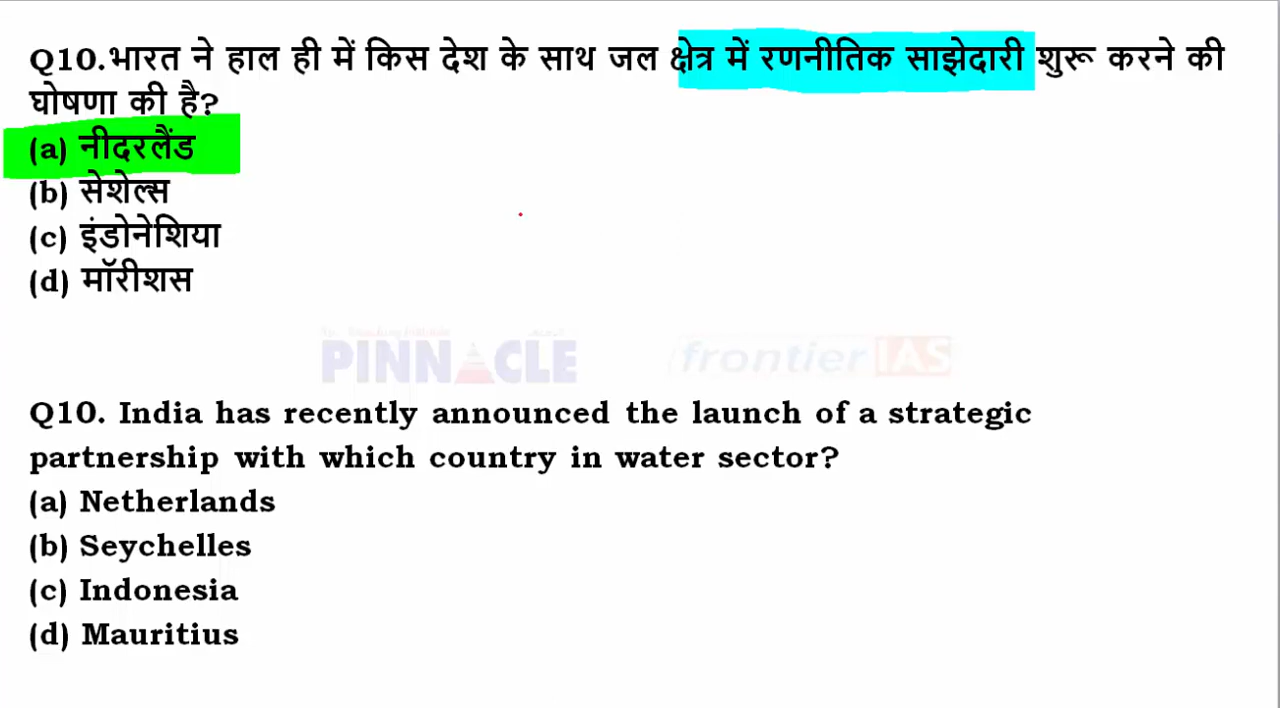 Q10.भारत ने हाल ही में किस देश के साथ जल क्षेत्र में रणनीतिक साझेदारी शुरू करने की
घोषणा की है?
(a) नीदरलैंड
(b) सेशेल्स
(c) इंडोनेशिया
(d) मॉरीशस
PINNACLE frontier IAS
Q10. India has recently announced the launch of a strategic
partnership with which country in water sector?
(a) Netherlands
(b) Seychelles
(c) Indonesia
(d) Mauritius